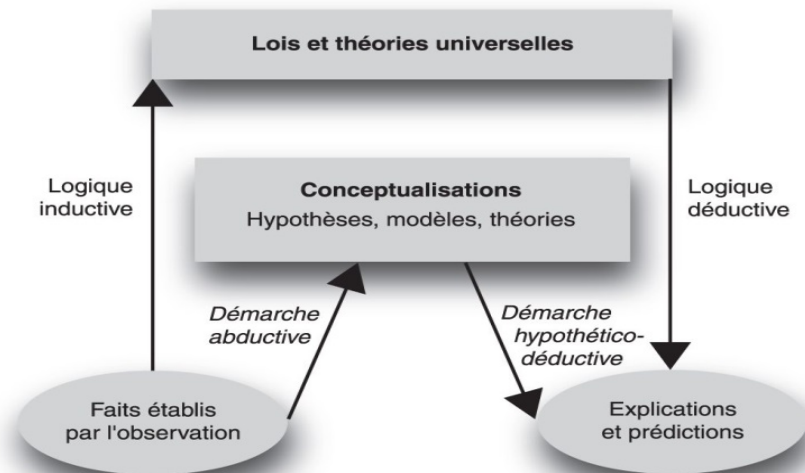 Lois et théories universelles
Logique
inductive
Conceptualisations
Hypothèses, modèles, théories
Logique
déductive
Démarche
abductive
Démarche
hypothético-
déductive
Faits établis
par l'observation
Explications
et prédictions